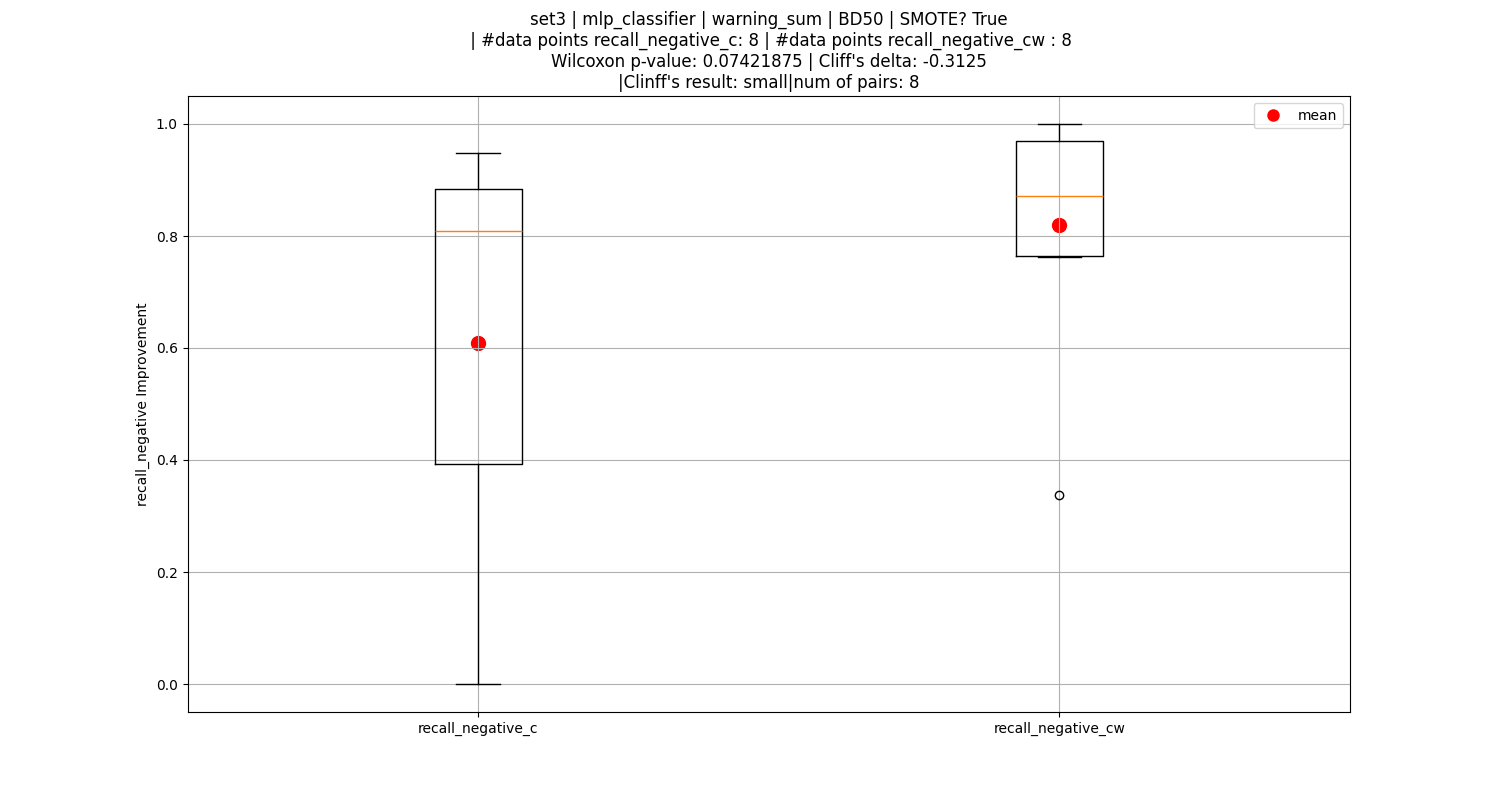 set3 | mlp_classifier | warning_sum | BD50 | SMOTE? True
| #data points recall_negative_c: 8 | #data points recall_negative_cw : 8
Wilcoxon p-value: 0.07421875 | Cliff's delta: -0.3125
|Clinff's result: small|num of pairs: 8
mean
1.0
0.8
0.6
0.4
0.2
0.0
recall_negative Improvement
recall_negative_c
recall_negative_cw